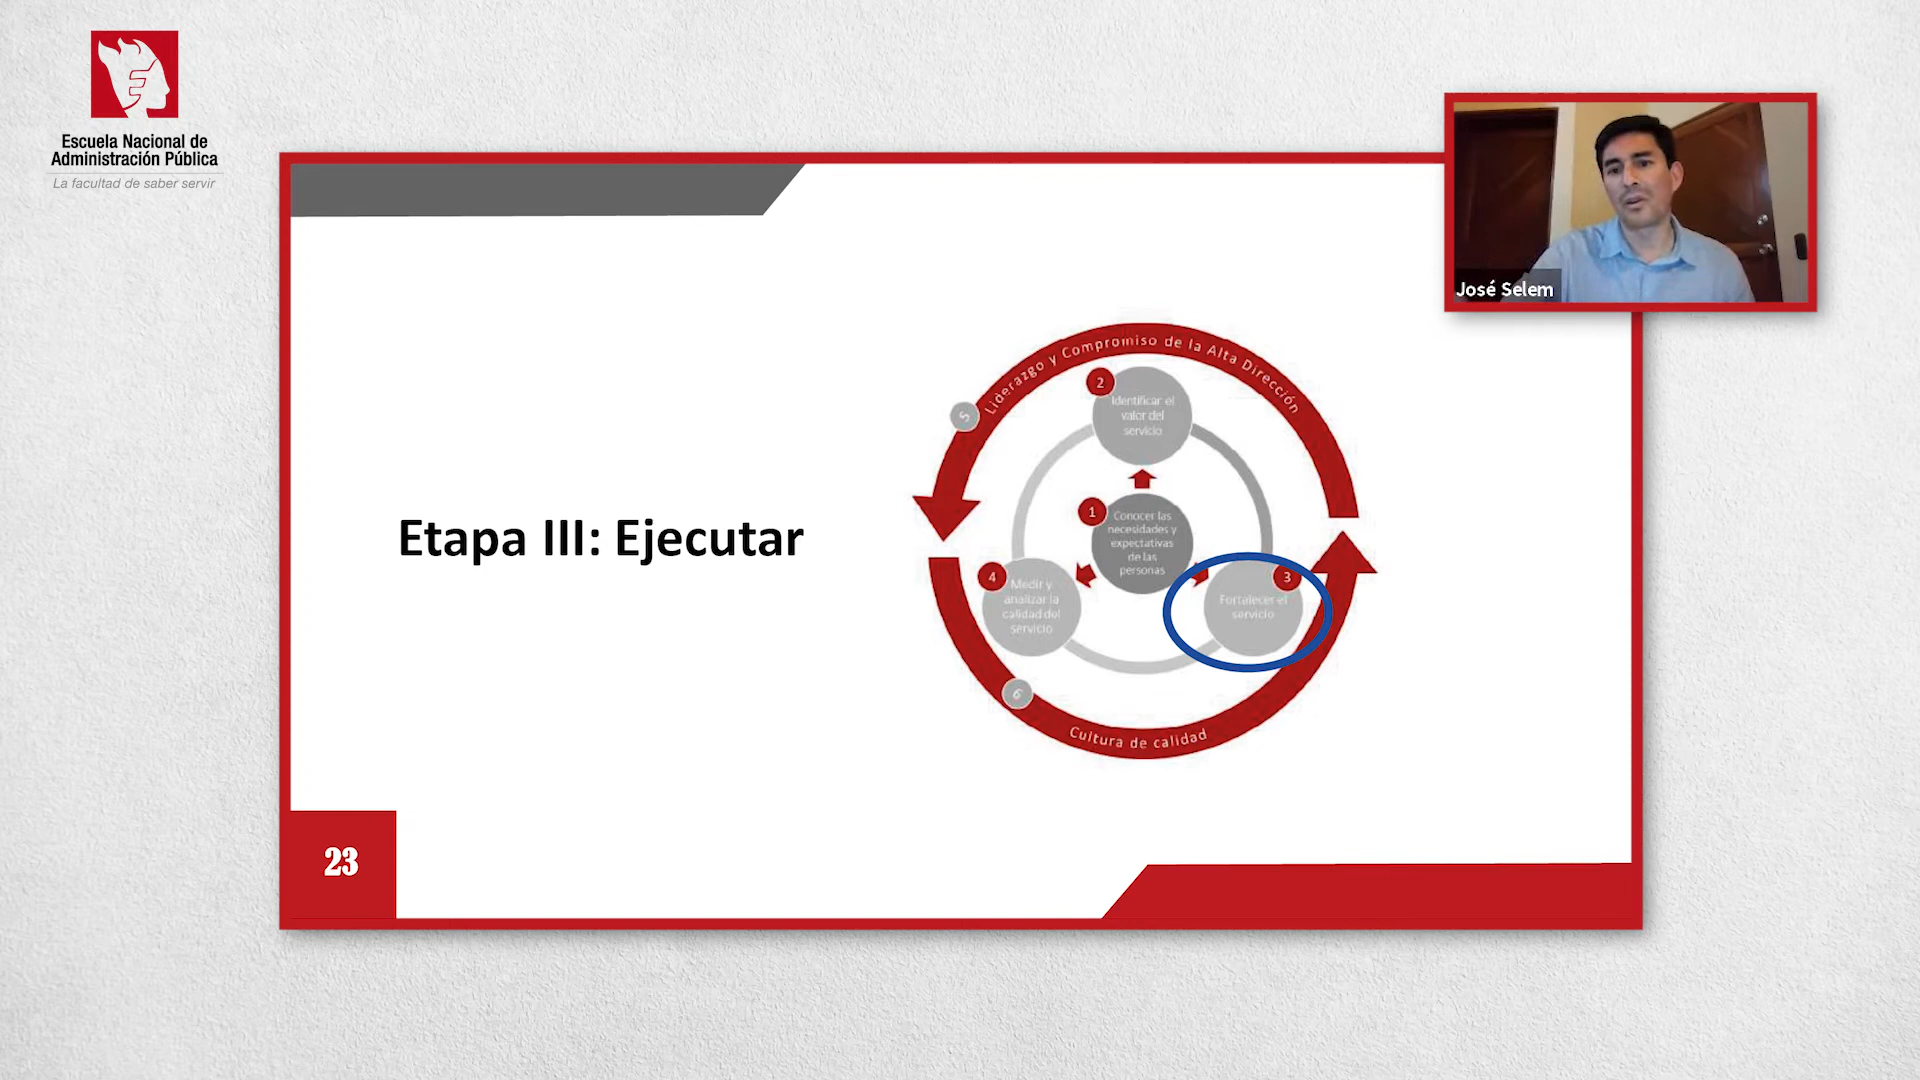 Escuela Nacional de
Administración Pública
La facultad de saber servir
José Selem
Etapa III: Ejecutar
Liderazgo y Compromiso de la Alta Dirección
5
2
Identificar el
valor del
servicio
1
Conocer las
necesidades y
expectativas
de las
personas
4
Medir y
analizar la
calidad del
servicio
3
Fortalecer el
servicio
6
Cultura de calidad
23